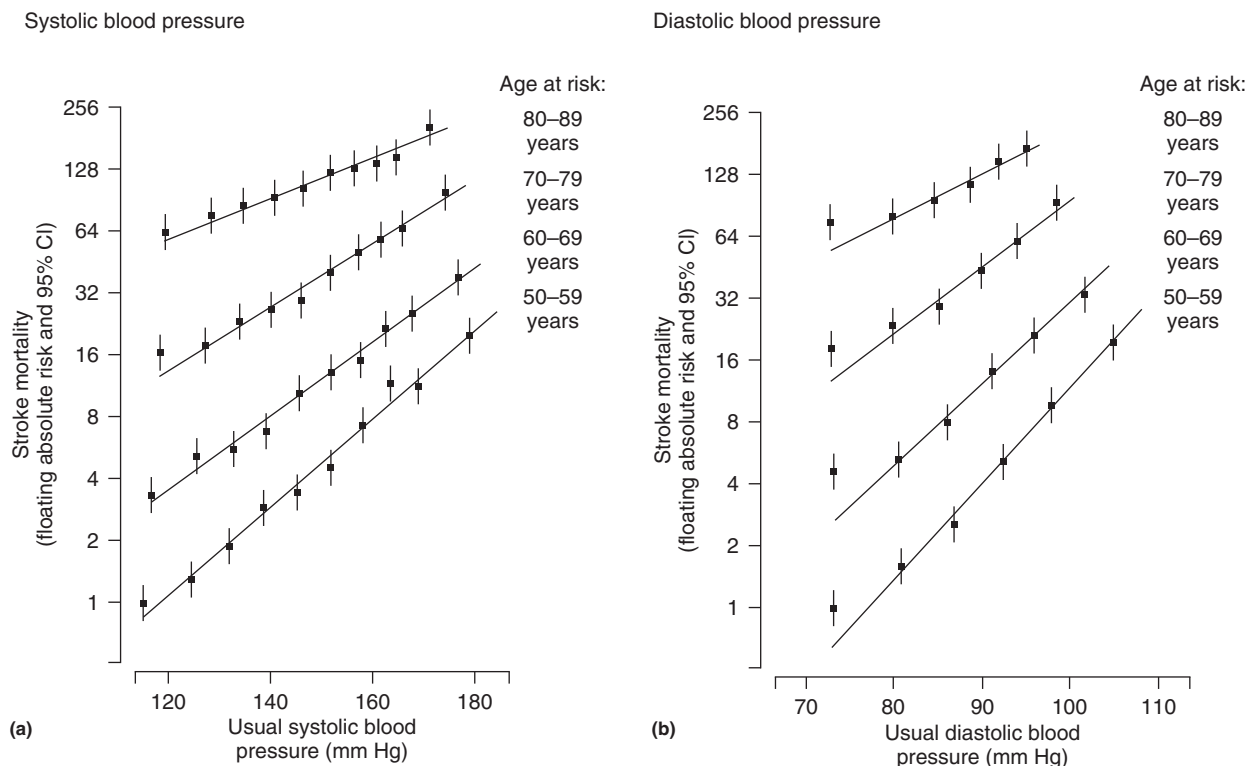 Systolic blood pressure
Stroke mortality
(floating absolute risk and 95% CI)
256
128
64
32
16
8
4
2
1
120
140
160
180
Usual systolic blood
pressure (mm Hg)
(a)
Age at risk:
80–89
years
70–79
years
60–69
years
50–59
years
Diastolic blood pressure
Stroke mortality
(floating absolute risk and 95% CI)
256
128
64
32
16
8
4
2
1
70
80
90
100
110
Usual diastolic blood
pressure (mm Hg)
(b)
Age at risk:
80–89
years
70–79
years
60–69
years
50–59
years